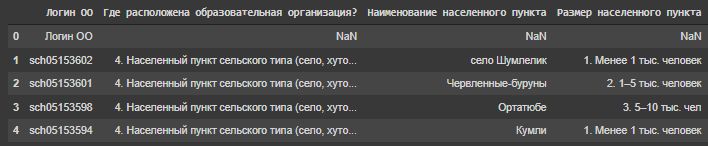 Логин ОО Где расположена образовательная организация? Наименование населенного пункта Размер населенного пункта
0 Логин ОО NaN NaN NaN
1 sch05153602 4. Населенный пункт сельского типа (село, хуто... село Шумлелик 1. Менее 1 тыс. человек
2 sch05153601 4. Населенный пункт сельского типа (село, хуто... Червленные-буруны 2. 1–5 тыс. человек
3 sch05153598 4. Населенный пункт сельского типа (село, хуто... Ортатюбе 3. 5–10 тыс. чел
4 sch05153594 4. Населенный пункт сельского типа (село, хуто... Кумли 1. Менее 1 тыс. человек